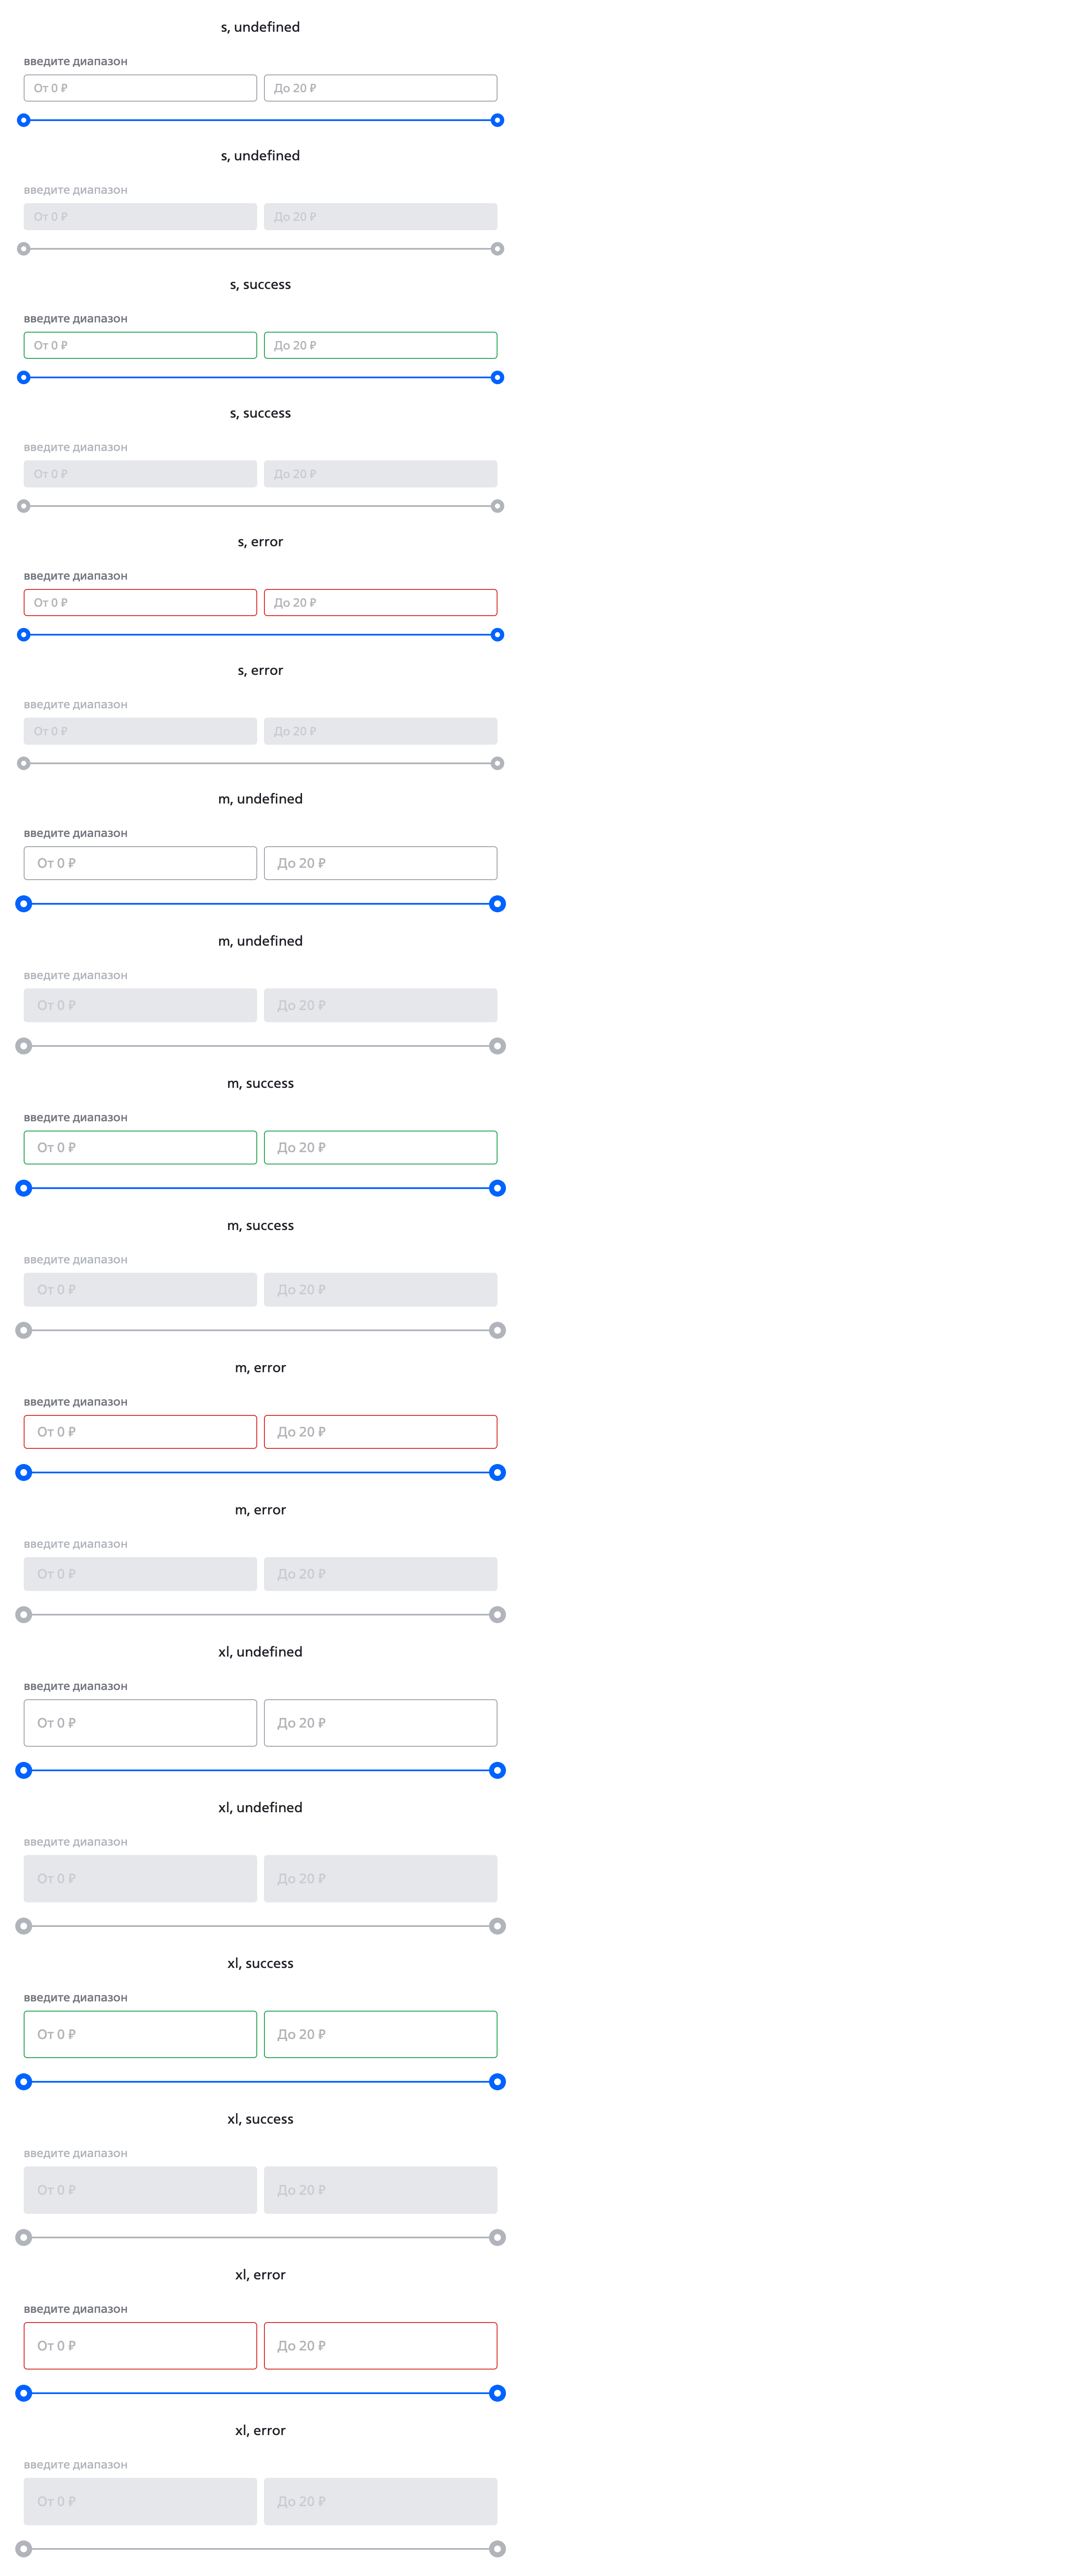 s, undefined
введите диапазон
От 0 ₽ До 20 ₽
s, undefined
введите диапазон
От 0 ₽ До 20 ₽
s, success
введите диапазон
От 0 ₽ До 20 ₽
s, success
введите диапазон
От 0 ₽ До 20 ₽
s, error
введите диапазон
От 0 ₽ До 20 ₽
s, error
введите диапазон
От 0 ₽ До 20 ₽
m, undefined
введите диапазон
От 0 ₽ До 20 ₽
m, undefined
введите диапазон
От 0 ₽ До 20 ₽
m, success
введите диапазон
От 0 ₽ До 20 ₽
m, success
введите диапазон
От 0 ₽ До 20 ₽
m, error
введите диапазон
От 0 ₽ До 20 ₽
m, error
введите диапазон
От 0 ₽ До 20 ₽
xl, undefined
введите диапазон
От 0 ₽ До 20 ₽
xl, undefined
введите диапазон
От 0 ₽ До 20 ₽
xl, success
введите диапазон
От 0 ₽ До 20 ₽
xl, success
введите диапазон
От 0 ₽ До 20 ₽
xl, error
введите диапазон
От 0 ₽ До 20 ₽
xl, error
введите диапазон
От 0 ₽ До 20 ₽